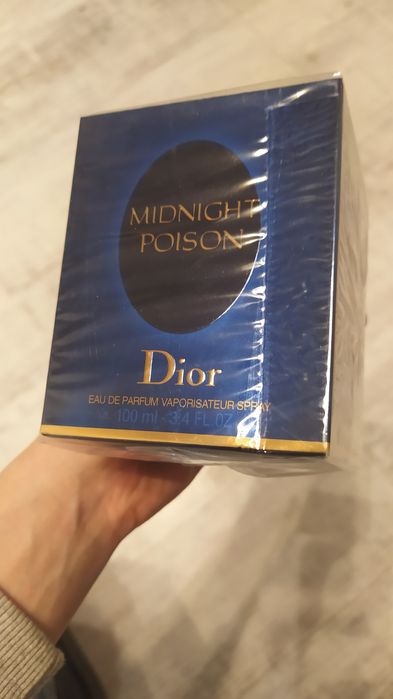 MIDNIGHT
POISON
Dior
EAU DE PARFUM VAPORISATEUR SPRAY
100 ml - 3.4 FL OZ